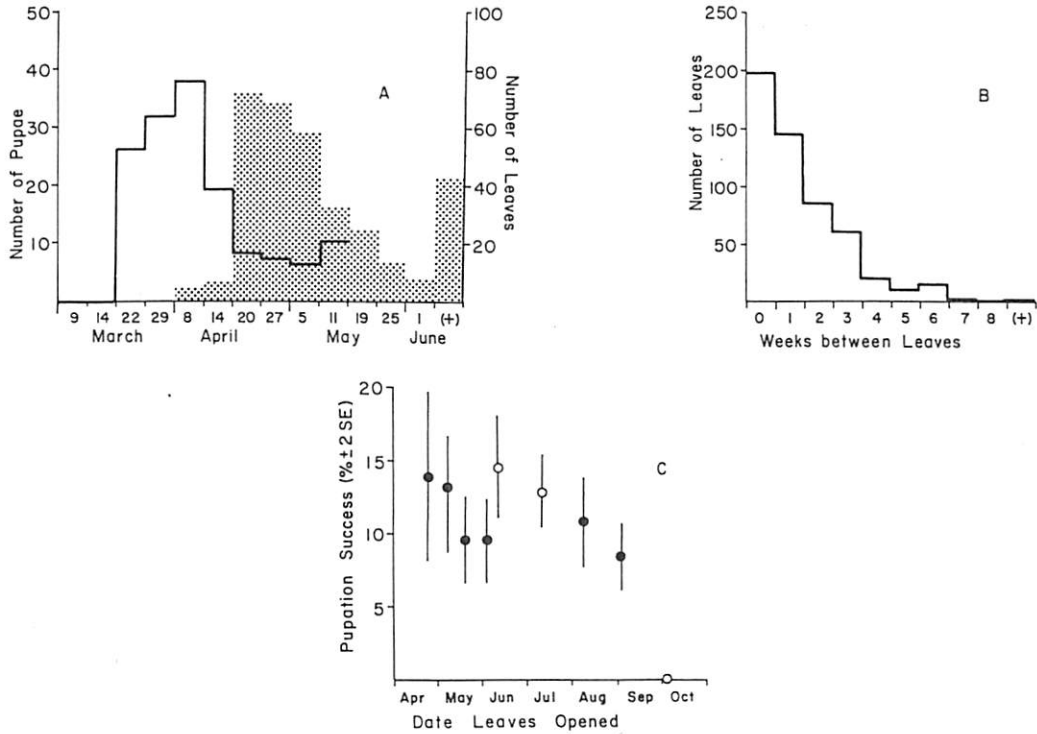 50
40
30
20
10
Number of Pupae
100
80
60
40
20
Number of Leaves
A
9 14 22 29 8 14 20 27 5 11 19 25 1 (+)
March April May June
250
200
150
100
50
Number of Leaves
B
0 1 2 3 4 5 6 7 8 (+)
Weeks between Leaves
20
15
10
5
Pupation Success (% ± 2 SE)
C
Apr May Jun Jul Aug Sep Oct
Date Leaves Opened